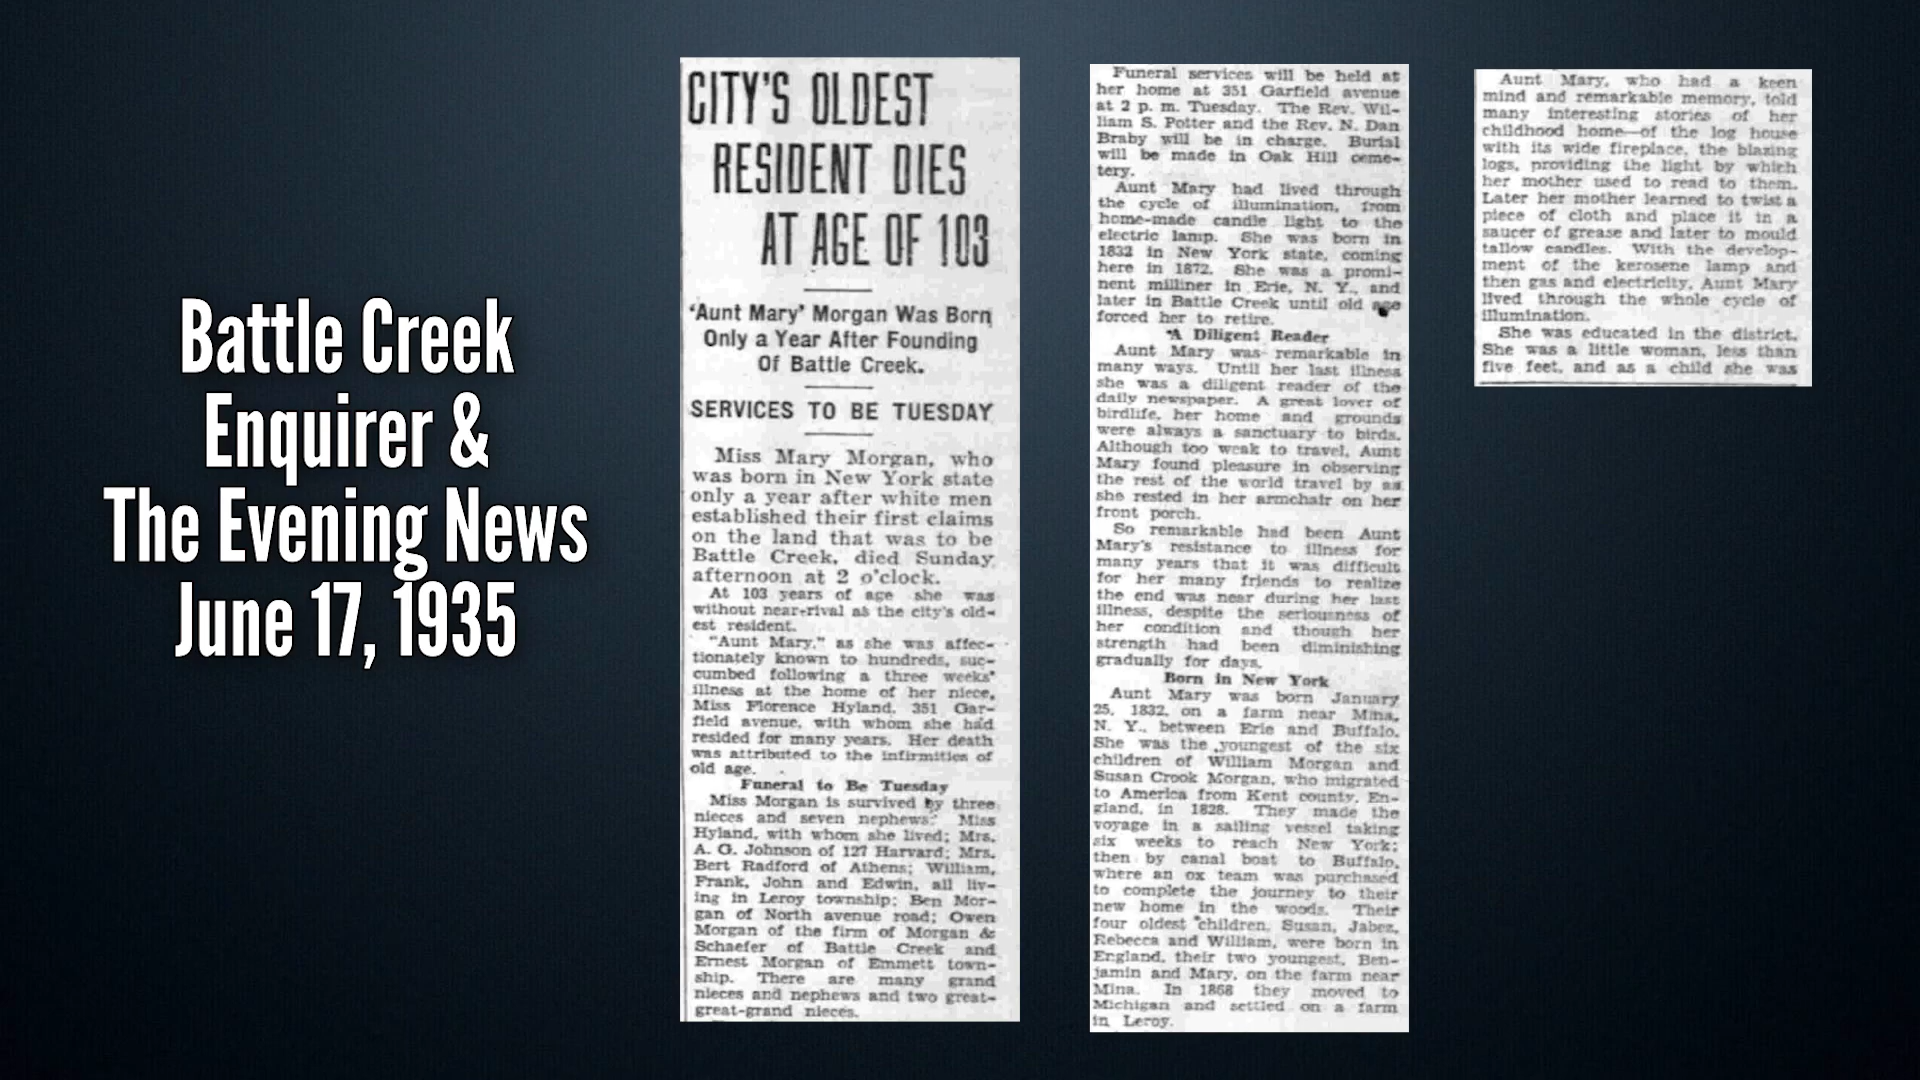 Battle Creek
Enquirer &
The Evening News
June 17, 1935
CITY'S OLDEST
RESIDENT DIES
AT AGE OF 103
'Aunt Mary' Morgan Was Born
Only a Year After Founding
Of Battle Creek.
SERVICES TO BE TUESDAY
Miss Mary Morgan, who
was born in New York state
only a year after white men
established their first claims
on the land that was to be
Battle Creek, died Sunday
afternoon at 2 o'clock.
At 103 years of age she was
without near-rival as the city's old-
est resident.
"Aunt Mary," as she was affec-
tionately known to hundreds, suc-
cumbed following a three weeks'
illness at the home of her niece,
Miss Florence Hyland, 351 Gar-
field avenue, with whom she had
resided for many years. Her death
was attributed to the infirmities of
old age.
Funeral to Be Tuesday
Miss Morgan is survived by three
nieces and seven nephews: Miss
Hyland, with whom she lived; Mrs.
A. G. Johnson of 127 Harvard; Mrs.
Bert Radford of Athens; William,
Frank, John and Edwin, all liv-
ing in Leroy township; Ben Mor-
gan of North avenue road; Owen
Morgan of the firm of Morgan &
Schaefer of Battle Creek and
Ernest Morgan of Emmett town-
ship. There are many grand
nieces and nephews and two great-
great-grand nieces.
Funeral services will be held at
her home at 351 Garfield avenue
at 2 p. m. Tuesday. The Rev. Wil-
liam S. Potter and the Rev. N. Dan
Braby will be in charge. Burial
will be made in Oak Hill ceme-
tery.
Aunt Mary had lived through
the cycle of illumination, from
home-made candle light to the
electric lamp. She was born in
1832 in New York state, coming
here in 1872. She was a promi-
nent milliner in Erie, N. Y., and
later in Battle Creek until old age
forced her to retire.
A Diligent Reader
Aunt Mary was remarkable in
many ways. Until her last illness
she was a diligent reader of the
daily newspaper. A great lover of
birdlife, her home and grounds
were always a sanctuary to birds.
Although too weak to travel, Aunt
Mary found pleasure in observing
the rest of the world travel by as
she rested in her armchair on her
front porch.
So remarkable had been Aunt
Mary's resistance to illness for
many years that it was difficult
for her many friends to realize
the end was near during her last
illness, despite the seriousness of
her condition and though her
strength had been diminishing
gradually for days.
Born in New York
Aunt Mary was born January
25, 1832, on a farm near Mina,
N. Y., between Erie and Buffalo.
She was the youngest of the six
children of William Morgan and
Susan Crook Morgan, who migrated
to America from Kent county, En-
gland, in 1828. They made the
voyage in a sailing vessel taking
six weeks to reach New York;
then by canal boat to Buffalo,
where an ox team was purchased
to complete the journey to their
new home in the woods. Their
four oldest children, Susan, Jabez,
Rebecca and William, were born in
England, their two youngest, Ben-
jamin and Mary, on the farm near
Mina. In 1868 they moved to
Michigan and settled on a farm
in Leroy.
Aunt Mary, who had a keen
mind and remarkable memory, told
many interesting stories of her
childhood home—of the log house
with its wide fireplace, the blazing
logs, providing the light by which
her mother used to read to them.
Later her mother learned to twist a
piece of cloth and place it in a
saucer of grease and later to mould
tallow candles. With the develop-
ment of the kerosene lamp and
then gas and electricity, Aunt Mary
lived through the whole cycle of
illumination.
She was educated in the district.
She was a little woman, less than
five feet, and as a child she was